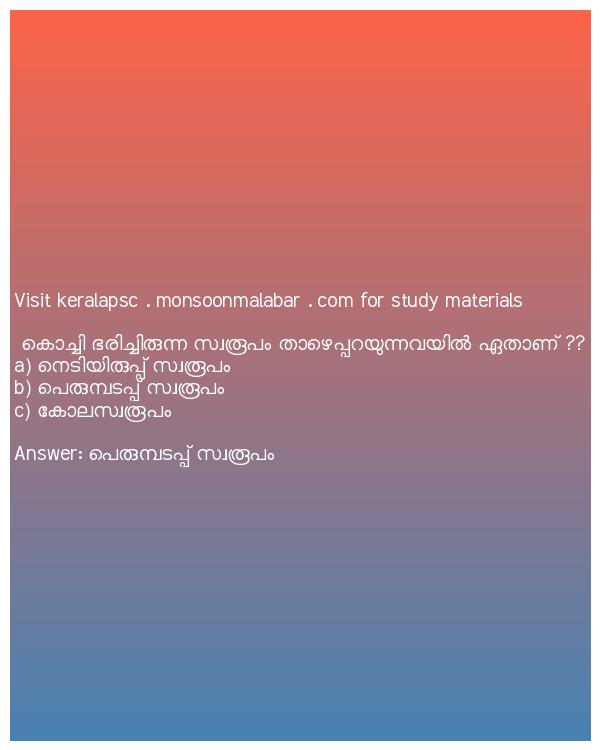 Visit keralapsc . monsoonmalabar . com for study materials
കൊച്ചി ഭരിച്ചിരുന്ന സ്വരൂപം താഴെപ്പറയുന്നവയിൽ ഏതാണ് ??
a) നെടിയിരുപ്പ് സ്വരൂപം
b) പെരുമ്പടപ്പ് സ്വരൂപം
c) കോലസ്വരൂപം
Answer: പെരുമ്പടപ്പ് സ്വരൂപം